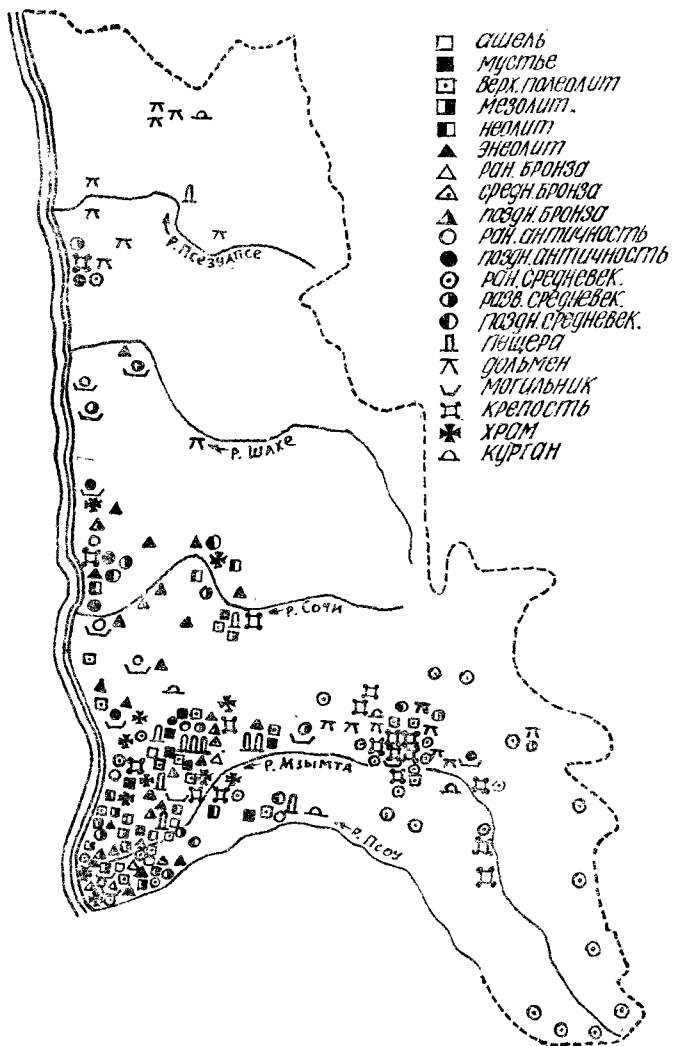 ашель
мустье
верх. полеолит
мезолит.
неолит
энеолит
ран. бронза
средн. бронза
поздн. бронза
ран. античность
поздн. античность
ран. средневек.
разв. средневек.
поздн. средневек.
пещера
дольмен
могильник
крепость
храм
курган
р. Псезуапсе
р. Шахе
р. Сочи
р. Мзымта
р. Псоу